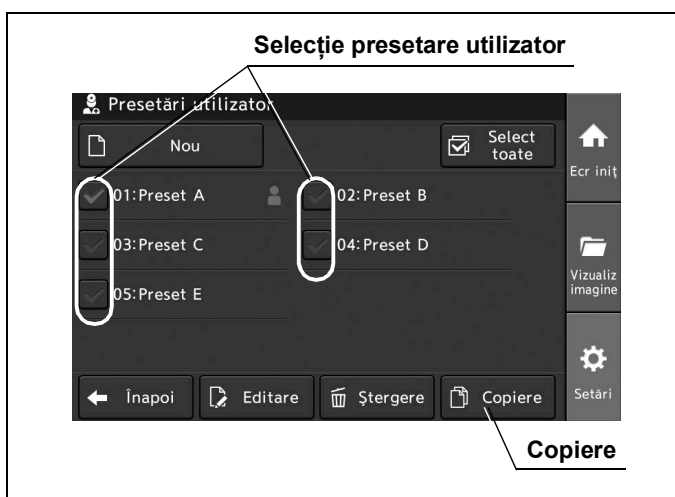 Selecție presetare utilizator
Presetări utilizator
Nou
Select
toate
Ecr iniț
01:Preset A
02:Preset B
03:Preset C
04:Preset D
Vizualiz
imagine
05:Preset E
Înapoi
Editare
Ștergere
Copiere
Setări
Copiere